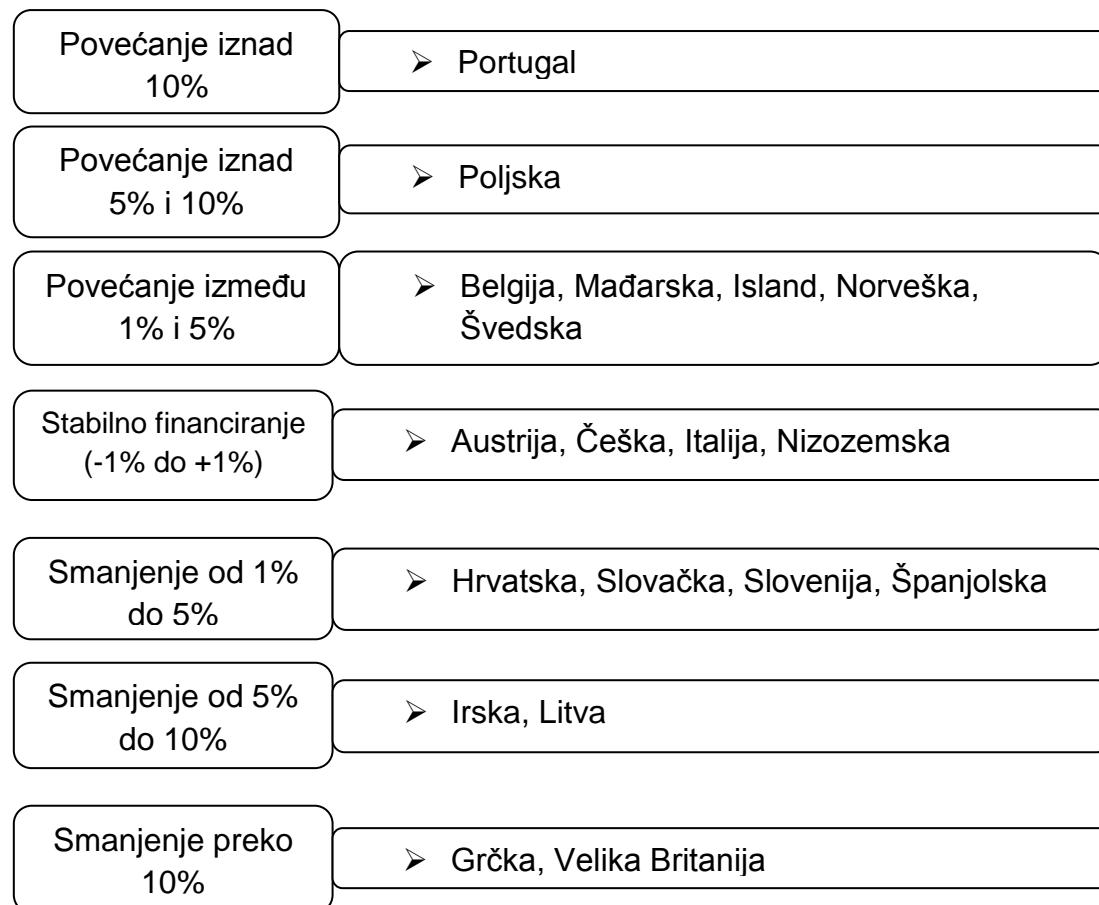 Povećanje iznad
10%
➢ Portugal
Povećanje iznad
5% i 10%
➢ Poljska
Povećanje između
1% i 5%
➢ Belgija, Mađarska, Island, Norveška,
Švedska
Stabilno financiranje
(-1% do +1%)
➢ Austrija, Češka, Italija, Nizozemska
Smanjenje od 1%
do 5%
➢ Hrvatska, Slovačka, Slovenija, Španjolska
Smanjenje od 5%
do 10%
➢ Irska, Litva
Smanjenje preko
10%
➢ Grčka, Velika Britanija